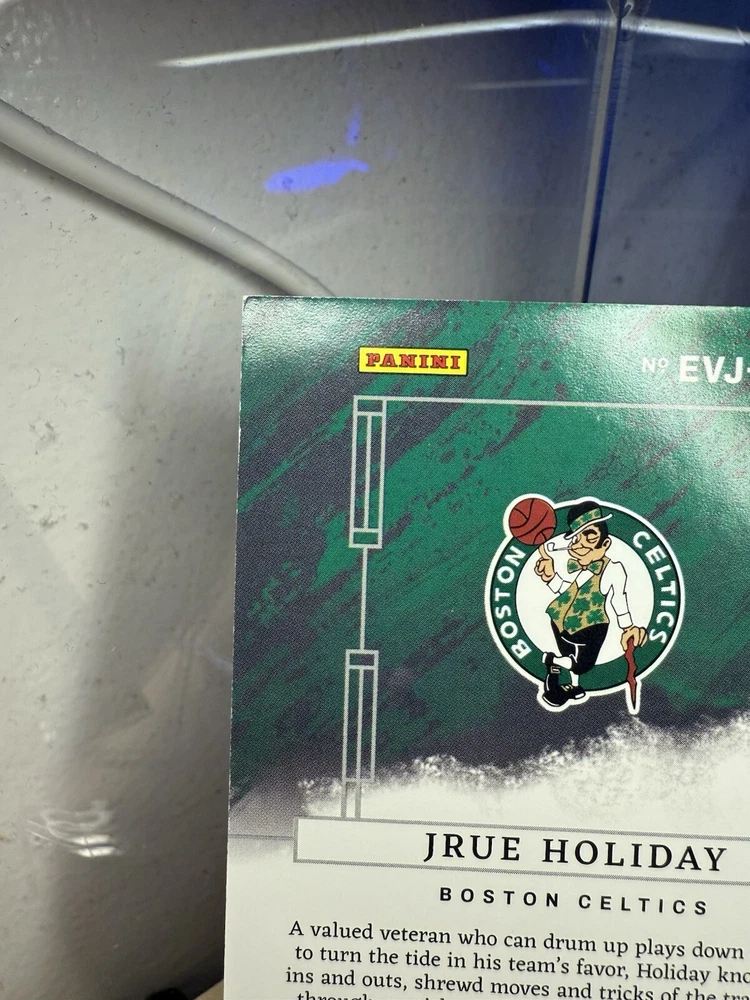 PANINI
Nº EVJ-
BOSTON CELTICS
JRUE HOLIDAY
BOSTON CELTICS
A valued veteran who can drum up plays down
to turn the tide in his team's favor, Holiday
ins and outs, shrewd moves and tricks of the